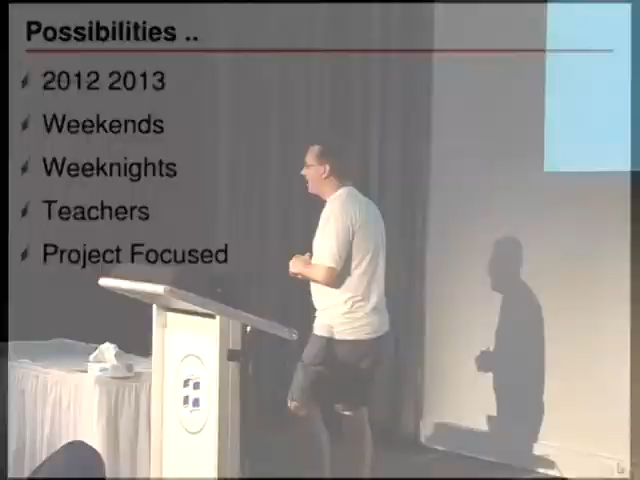 Possibilities ..
2012 2013
Weekends
Weeknights
Teachers
Project Focused